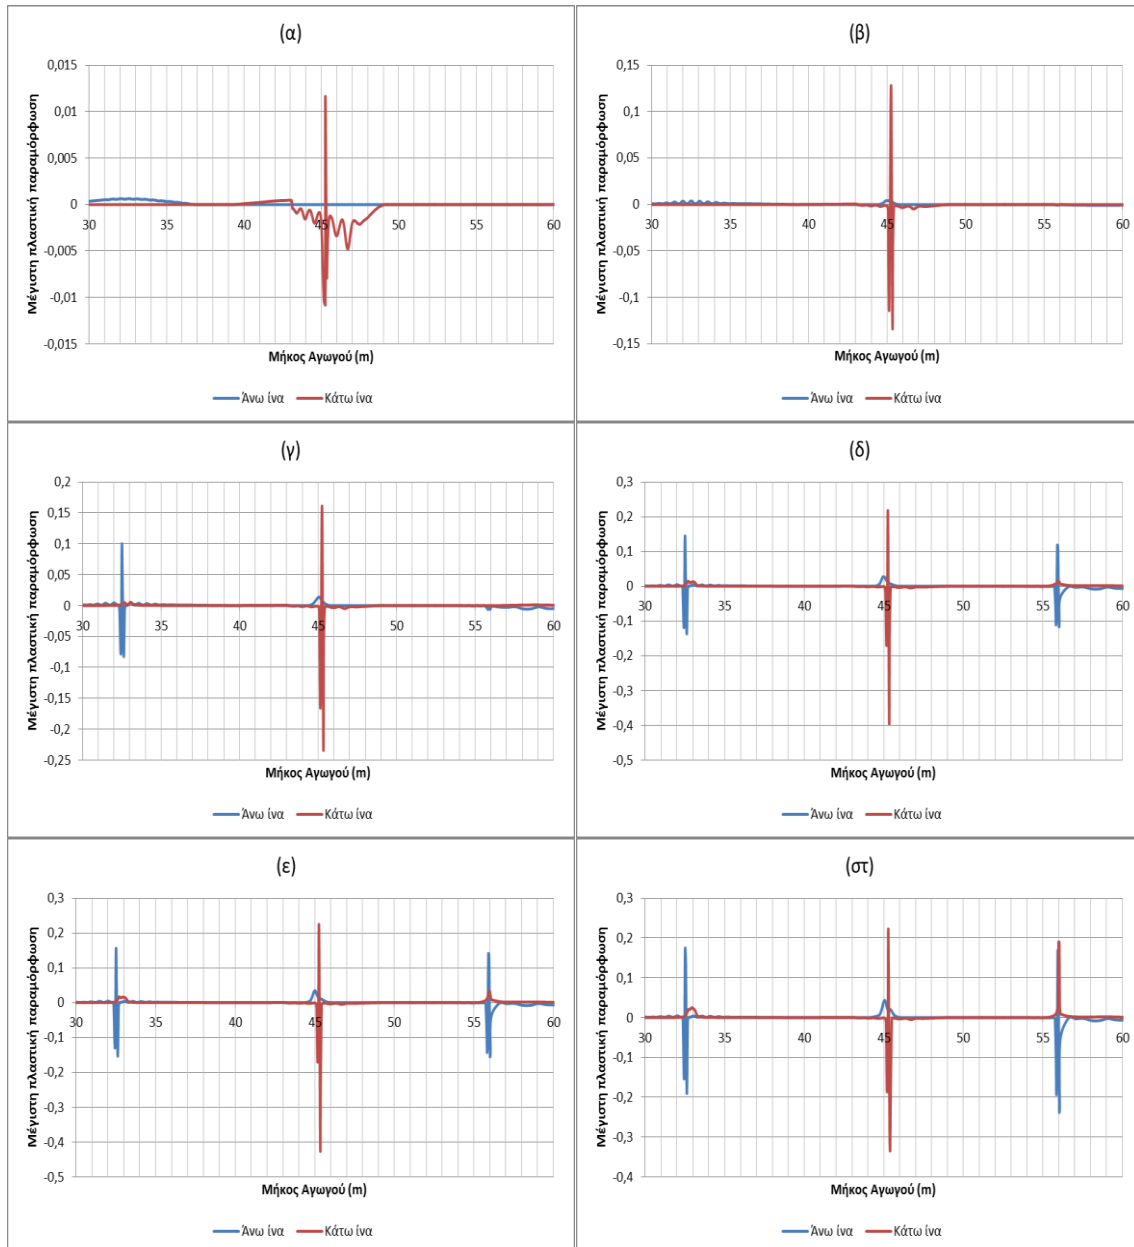 (α)
Μέγιστη πλαστική παραμόρφωση
0,015
0,01
0,005
0
-0,005
-0,01
-0,015
30 35 40 45 50 55 60
Μήκος Αγωγού (m)
Άνω ίνα Κάτω ίνα
(β)
Μέγιστη πλαστική παραμόρφωση
0,15
0,1
0,05
0
-0,05
-0,1
-0,15
30 35 40 45 50 55 60
Μήκος Αγωγού (m)
Άνω ίνα Κάτω ίνα
(γ)
Μέγιστη πλαστική παραμόρφωση
0,2
0,15
0,1
0,05
0
-0,05
-0,1
-0,15
-0,2
-0,25
30 35 40 45 50 55 60
Μήκος Αγωγού (m)
Άνω ίνα Κάτω ίνα
(δ)
Μέγιστη πλαστική παραμόρφωση
0,3
0,2
0,1
0
-0,1
-0,2
-0,3
-0,4
-0,5
30 35 40 45 50 55 60
Μήκος Αγωγού (m)
Άνω ίνα Κάτω ίνα
(ε)
Μέγιστη πλαστική παραμόρφωση
0,3
0,2
0,1
0
-0,1
-0,2
-0,3
-0,4
-0,5
30 35 40 45 50 55 60
Μήκος Αγωγού (m)
Άνω ίνα Κάτω ίνα
(στ)
Μέγιστη πλαστική παραμόρφωση
0,3
0,2
0,1
0
-0,1
-0,2
-0,3
-0,4
30 35 40 45 50 55 60
Μήκος Αγωγού (m)
Άνω ίνα Κάτω ίνα